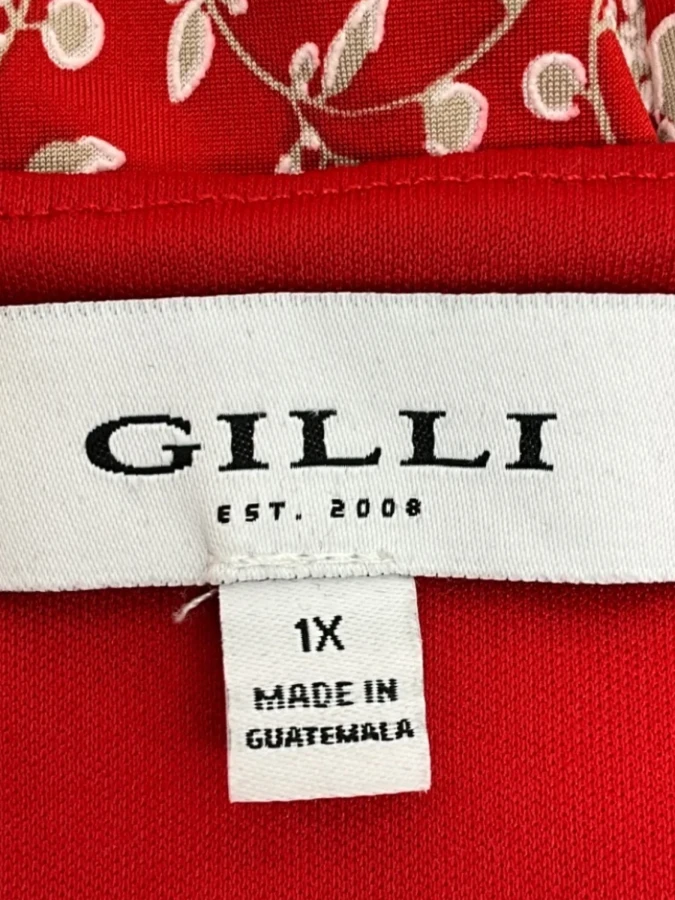 GILLI
EST. 2008
1X
MADE IN
GUATEMALA